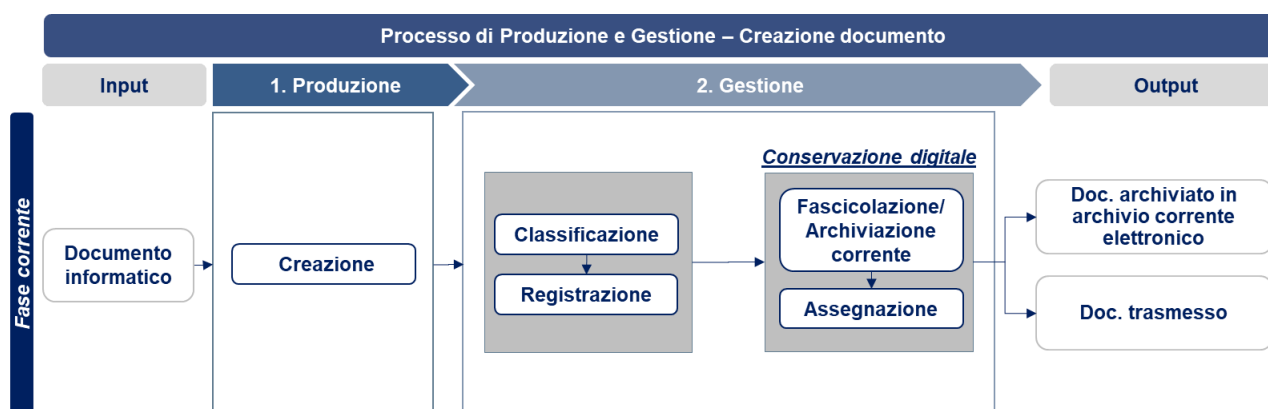 Processo di Produzione e Gestione – Creazione documento
Input
1. Produzione
2. Gestione
Output
Fase corrente
Documento
informatico
Creazione
Classificazione
Registrazione
Conservazione digitale
Fascicolazione/
Archiviazione
corrente
Assegnazione
Doc. archiviato in
archivio corrente
elettronico
Doc. trasmesso